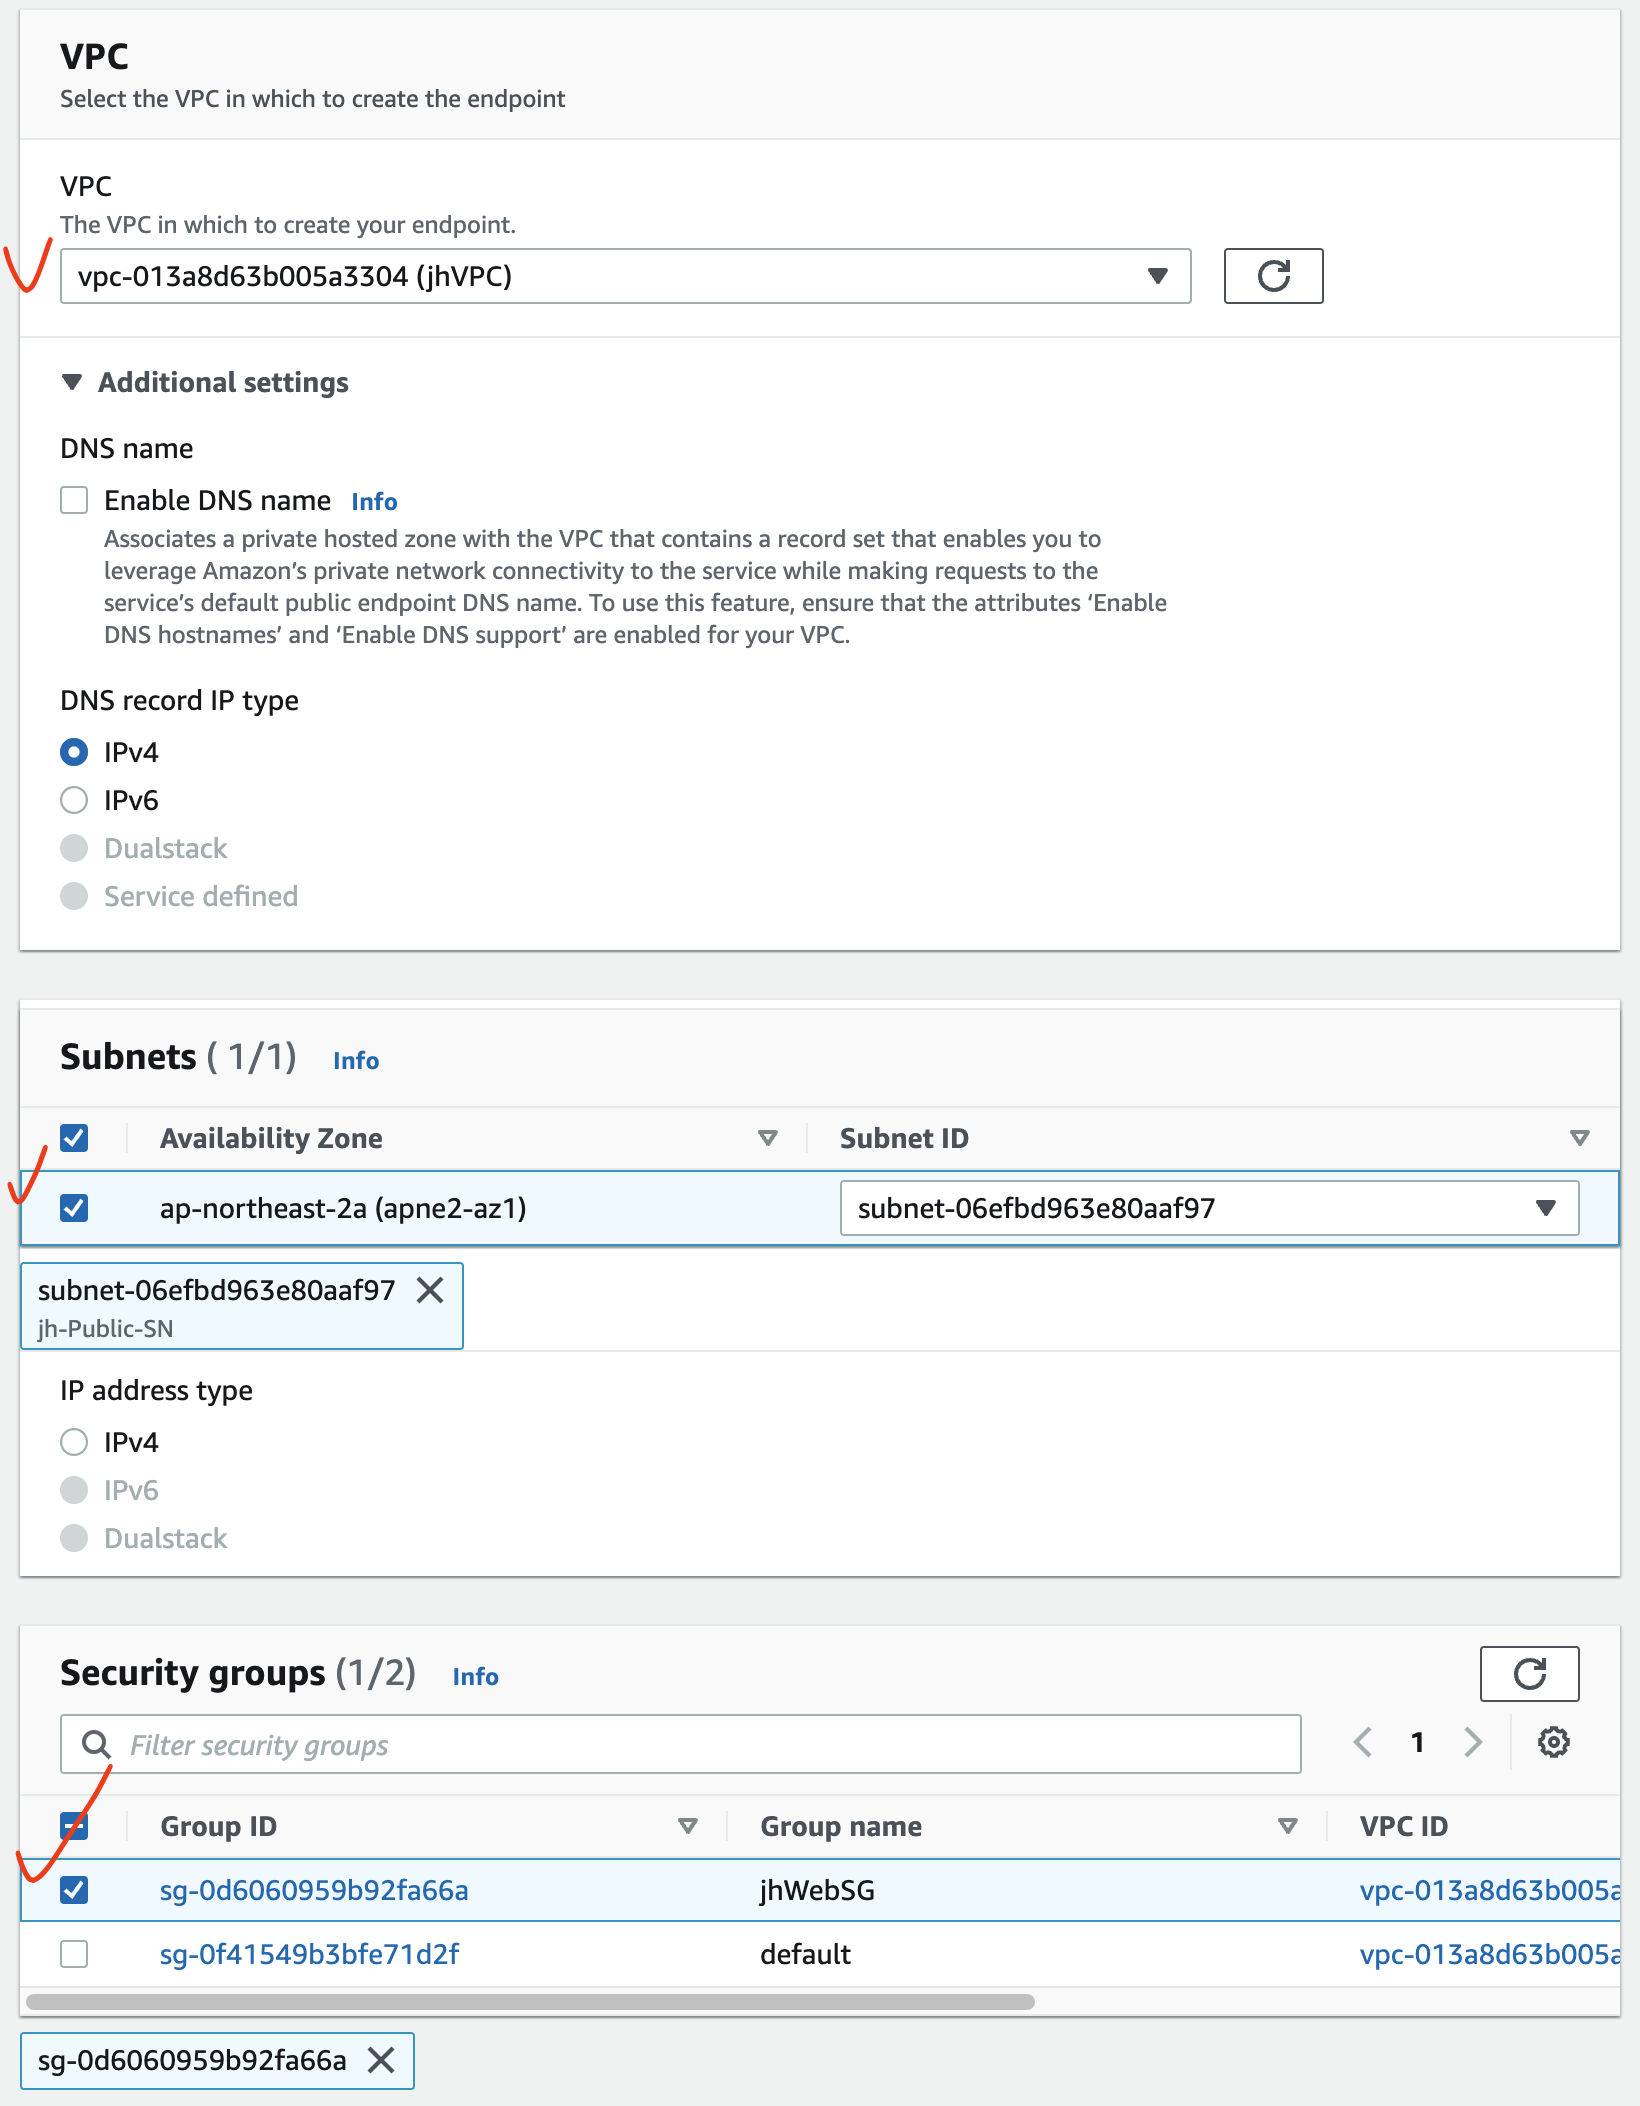 VPC
Select the VPC in which to create the endpoint
VPC
The VPC in which to create your endpoint.
vpc-013a8d63b005a3304 (jhVPC)
Additional settings
DNS name
Enable DNS name Info
Associates a private hosted zone with the VPC that contains a record set that enables you to
leverage Amazon’s private network connectivity to the service while making requests to the
service’s default public endpoint DNS name. To use this feature, ensure that the attributes ‘Enable
DNS hostnames’ and ‘Enable DNS support’ are enabled for your VPC.
DNS record IP type
IPv4
IPv6
Dualstack
Service defined
Subnets ( 1/1) Info
Availability Zone Subnet ID
ap-northeast-2a (apne2-az1) subnet-06efbd963e80aaf97
subnet-06efbd963e80aaf97
jh-Public-SN
IP address type
IPv4
IPv6
Dualstack
Security groups (1/2) Info
Filter security groups 1
Group ID Group name VPC ID
sg-0d6060959b92fa66a jhWebSG vpc-013a8d63b005a
sg-0f41549b3bfe71d2f default vpc-013a8d63b005a
sg-0d6060959b92fa66a